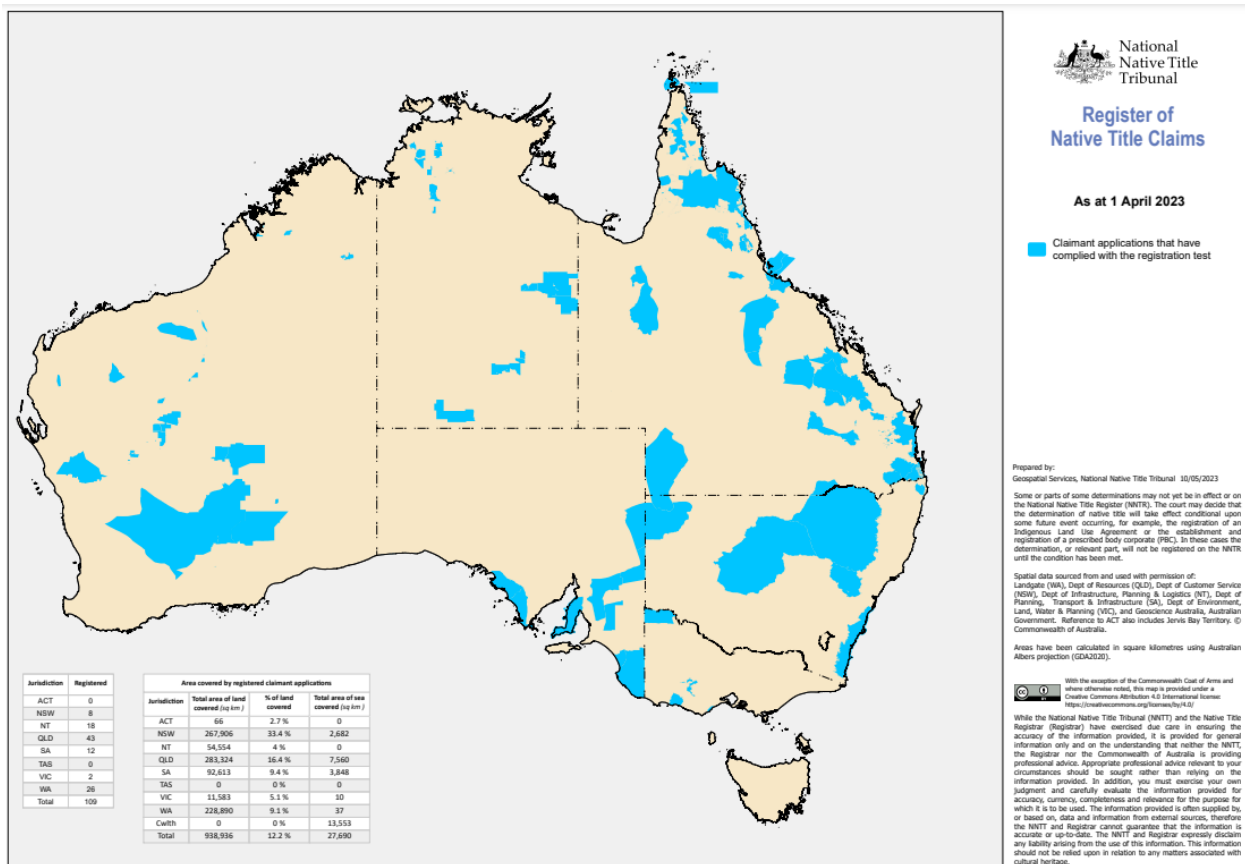 National
Native Title
Tribunal
Register of
Native Title Claims
As at 1 April 2023
Claimant applications that have
complied with the registration test
Prepared by:
Geospatial Services, National Native Title Tribunal 10/05/2023
Some or parts of some determinations may not yet be in effect or on
the National Native Title Register (NNTR). The court may decide that
the determination of native title will take effect conditional upon
some future event occurring, for example, the registration of an
Indigenous Land Use Agreement or the establishment and
registration of a prescribed body corporate (PBC). In these cases the
determination, or relevant part, will not be registered on the NNTR
until the condition has been met.
Spatial data sourced from and used with permission of:
Landgate (WA), Dept of Resources (QLD), Dept of Customer Service
(NSW), Dept of Infrastructure, Planning & Logistics (NT), Dept of
Planning, Transport & Infrastructure (SA), Dept of Environment,
Land, Water & Planning (VIC), and Geoscience Australia, Australian
Government. Reference to ACT also includes Jervis Bay Territory. ©
Commonwealth of Australia.
Areas have been calculated in square kilometres using Australian
Albers projection (GDA2020).
With the exception of the Commonwealth Coat of Arms and
where otherwise noted, this map is provided under a
Creative Commons Attribution 4.0 International license:
https://creativecommons.org/licenses/by/4.0/
While the National Native Title Tribunal (NNTT) and the Native Title
Registrar (Registrar) have exercised due care in ensuring the
accuracy of the information provided, it is provided for general
information only and on the understanding that neither the NNTT,
the Registrar nor the Commonwealth of Australia is providing
professional advice. Appropriate professional advice relevant to your
circumstances should be sought rather than relying on the
information provided. In addition, you must exercise your own
judgment and carefully evaluate the information provided for
accuracy, currency, completeness and relevance for the purpose for
which it is to be used. The information provided is often supplied by,
or based on, data and information from external sources, therefore
the NNTT and Registrar cannot guarantee that the information is
accurate or up-to-date. The NNTT and Registrar expressly disclaim
any liability arising from the use of this information. This information
should not be relied upon in relation to any matters associated with
cultural heritage.
Jurisdiction Registered
ACT 0
NSW 8
NT 18
QLD 43
SA 12
TAS 0
VIC 2
WA 26
Total 109
Area covered by registered claimant applications
Jurisdiction Total area of land covered (sq km) % of land covered Total area of sea covered (sq km)
ACT 66 2.7 % 0
NSW 267,906 33.4 % 2,682
NT 54,554 4 % 0
QLD 283,324 16.4 % 7,560
SA 92,613 9.4 % 3,848
TAS 0 0 % 0
VIC 11,583 5.1 % 10
WA 228,890 9.1 % 37
Cwlth 0 0 % 13,553
Total 938,936 12.2 % 27,690